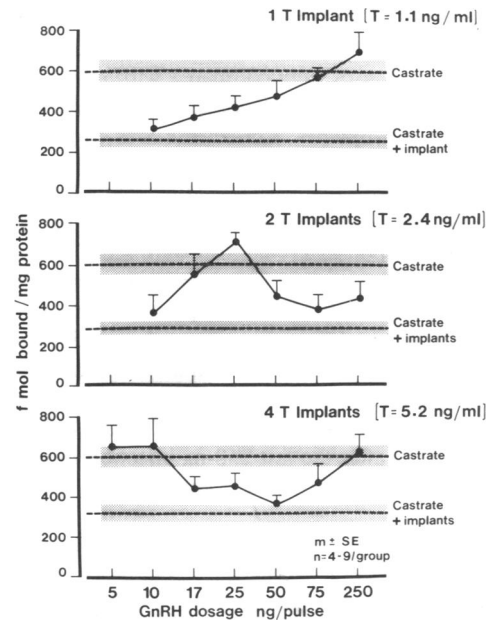 1 T Implant [T = 1.1 ng/ml]
800
600
400
200
0
Castrate
Castrate
+ implant
2 T Implants [T = 2.4 ng/ml]
800
600
400
200
0
Castrate
Castrate
+ implants
f mol bound/mg protein
4 T Implants [T = 5.2 ng/ml]
800
600
400
200
0
Castrate
Castrate
+ implants
m ± SE
n=4-9/group
5 10 17 25 50 75 250
GnRH dosage ng/pulse